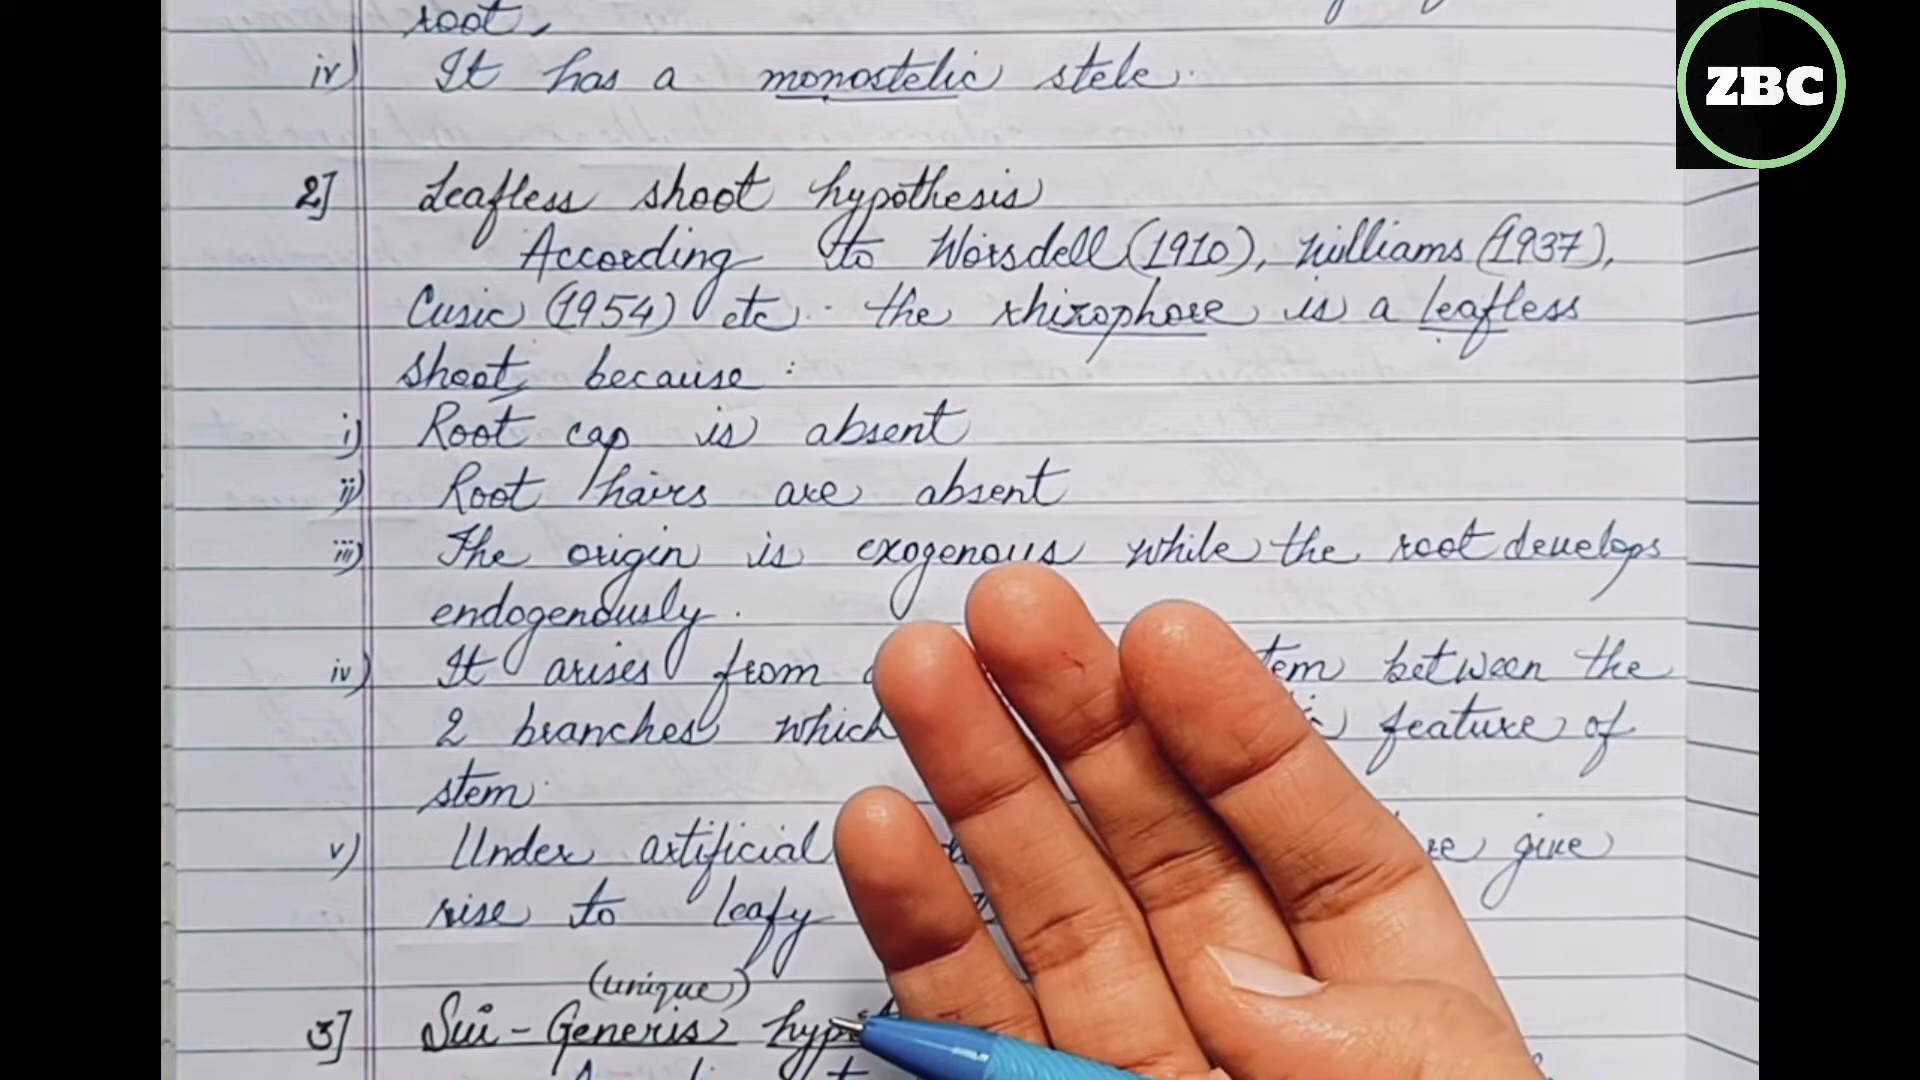 root,
iv) It has a monostelic stele.
ZBC
2] Leafless shoot hypothesis
According to Worsdell (1910), Williams (1937),
Cusic (1954) etc. the rhizophore is a leafless
shoot, because :
i) Root cap is absent
ii) Root hairs are absent
iii) The origin is exogenous while the root develops
endogenously.
iv) It arises from between the
2 branches which feature of
stem.
v) Under artificial give
rise to leafy
(unique)
3] Sui-Generis